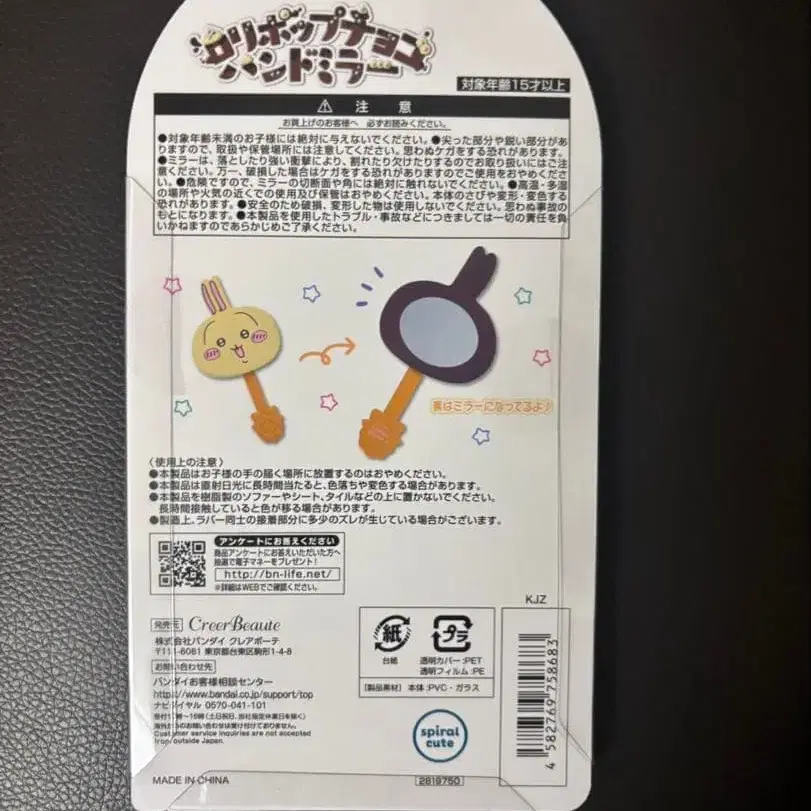 ロリポップチョコ
ハンドミラー
対象年齢15才以上
⚠ 注 意
お買上げのお客様へ 必ずお読みください。
●対象年齢未満のお子様には絶対に与えないでください。●尖った部分や鋭い部分があ
りますので、取扱や保管場所には注意してください。思わぬケガをする恐れがあります。
●ミラーは、落としたり強い衝撃により、割れたり欠けたりするのでお取り扱いにはご注
意ください。万一、破損した場合はケガをする恐れがありますのでご使用をおやめくださ
い。●危険ですので、ミラーの切断面や角には絶対に触れないでください。●高温・多湿
の場所や火気の近くでの使用及び保管はおやめください。本体のさびや変形・変色する
恐れがあります。●安全のため破損、変形した物は使用しないでください。思わぬ事故の
もとになります。●本製品を使用したトラブル・事故などにつきましては一切の責任を負
いかねますのであらかじめご了承ください。
裏はミラーになってるよ♪
〈使用上の注意〉
●本製品はお子様の手の届く場所に放置するのはおやめください。
●本製品は直射日光に長時間当たると、色落ちや変色する場合があります。
●本製品を樹脂製のソファーやシート、タイルなどの上に置かないでください。
長時間接触していると色が移る場合があります。
●製造上、ラバー同士の接着部分に多少のズレが生じている場合がございます。
アンケートにお答えください
商品アンケートにお答えいただいた方へ
抽選で電子マネーをプレゼント!
http://bn-life.net/
※詳細はWEBでご確認ください。
発売元 CreerBeaute
株式会社バンダイ クレアボーテ
〒111-8081 東京都台東区駒形1-4-8
お問い合わせ先
バンダイお客様相談センター
http://www.bandai.co.jp/support/top
ナビダイヤル 0570-041-101
Customer service inquiries are not accepted
from outside Japan.
紙
台紙
プラ
透明カバー:PET
透明フィルム:PE
〔製品素材〕 本体:PVC・ガラス
spiral
cute
KJZ
4 582769 758683
MADE IN CHINA
2819750